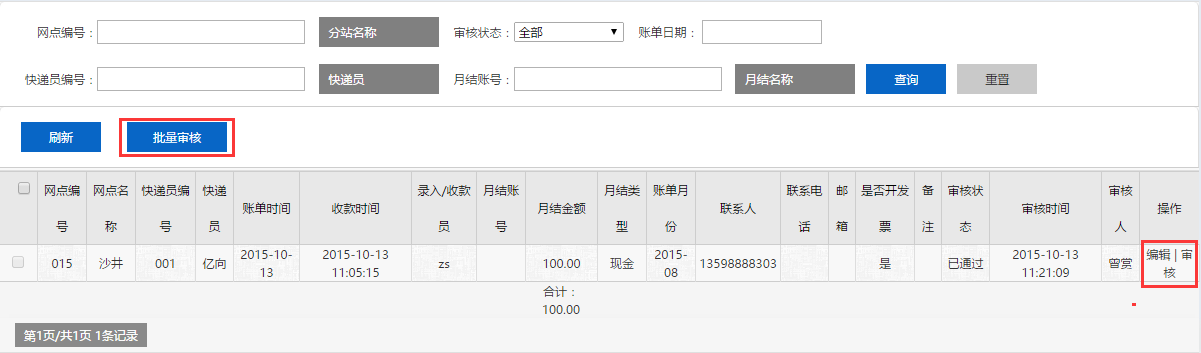 网点编号： 分站名称 审核状态： 全部 账单日期：
快递员编号： 快递员 月结账号： 月结名称 查询 重置
刷新 批量审核
网点编号 网点名称 快递员编号 快递员 账单时间 收款时间 录入/收款员 月结账号 月结金额 月结类型 账单月份 联系人 联系电话 邮箱 是否开发票 备注 审核状态 审核时间 审核人 操作
015 沙井 001 亿向 2015-10-13 2015-10-13 11:05:15 zs 100.00 现金 2015-08 13598888303 是 已通过 2015-10-13 11:21:09 曾赏 编辑 | 审核
合计：
100.00
第1页/共1页 1条记录